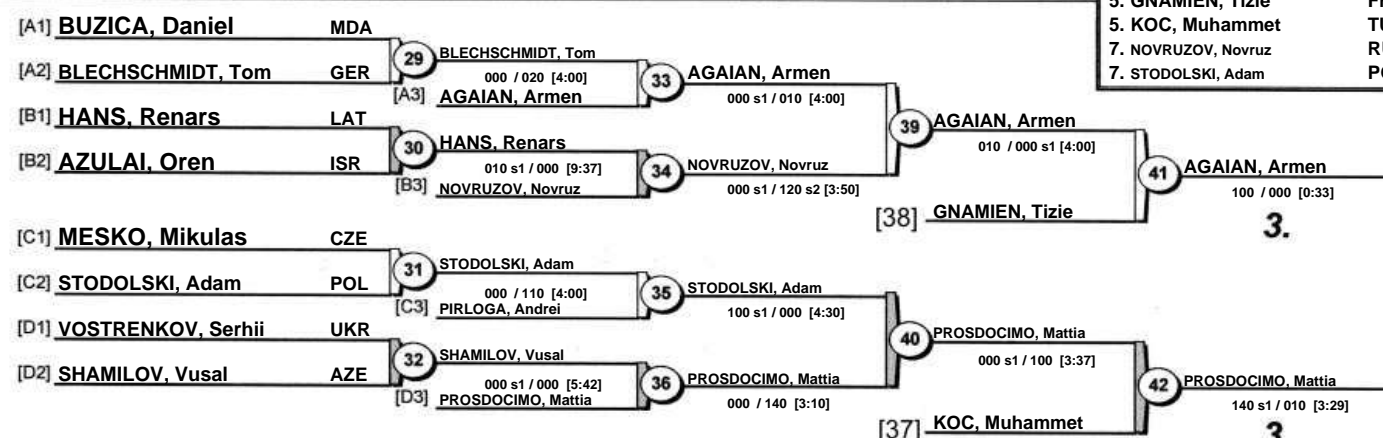 5. GNAMIEN, Tizie
5. KOC, Muhammet
7. NOVRUZOV, Novruz
7. STODOLSKI, Adam
[A1] BUZICA, Daniel MDA
29
BLECHSCHMIDT, Tom
[A2] BLECHSCHMIDT, Tom GER
000 / 020 [4:00]
[A3] AGAIAN, Armen
33
AGAIAN, Armen
000 s1 / 010 [4:00]
[B1] HANS, Renars LAT
30
HANS, Renars
[B2] AZULAI, Oren ISR
010 s1 / 000 [9:37]
[B3] NOVRUZOV, Novruz
34
NOVRUZOV, Novruz
000 s1 / 120 s2 [3:50]
39
AGAIAN, Armen
010 / 000 s1 [4:00]
[38] GNAMIEN, Tizie
41
AGAIAN, Armen
100 / 000 [0:33]
3.
[C1] MESKO, Mikulas CZE
31
STODOLSKI, Adam
[C2] STODOLSKI, Adam POL
000 / 110 [4:00]
[C3] PIRLOGA, Andrei
35
STODOLSKI, Adam
100 s1 / 000 [4:30]
[D1] VOSTRENKOV, Serhii UKR
32
SHAMILOV, Vusal
[D2] SHAMILOV, Vusal AZE
000 s1 / 000 [5:42]
[D3] PROSDOCIMO, Mattia
36
PROSDOCIMO, Mattia
000 / 140 [3:10]
40
PROSDOCIMO, Mattia
000 s1 / 100 [3:37]
[37] KOC, Muhammet
42
PROSDOCIMO, Mattia
140 s1 / 010 [3:29]
3